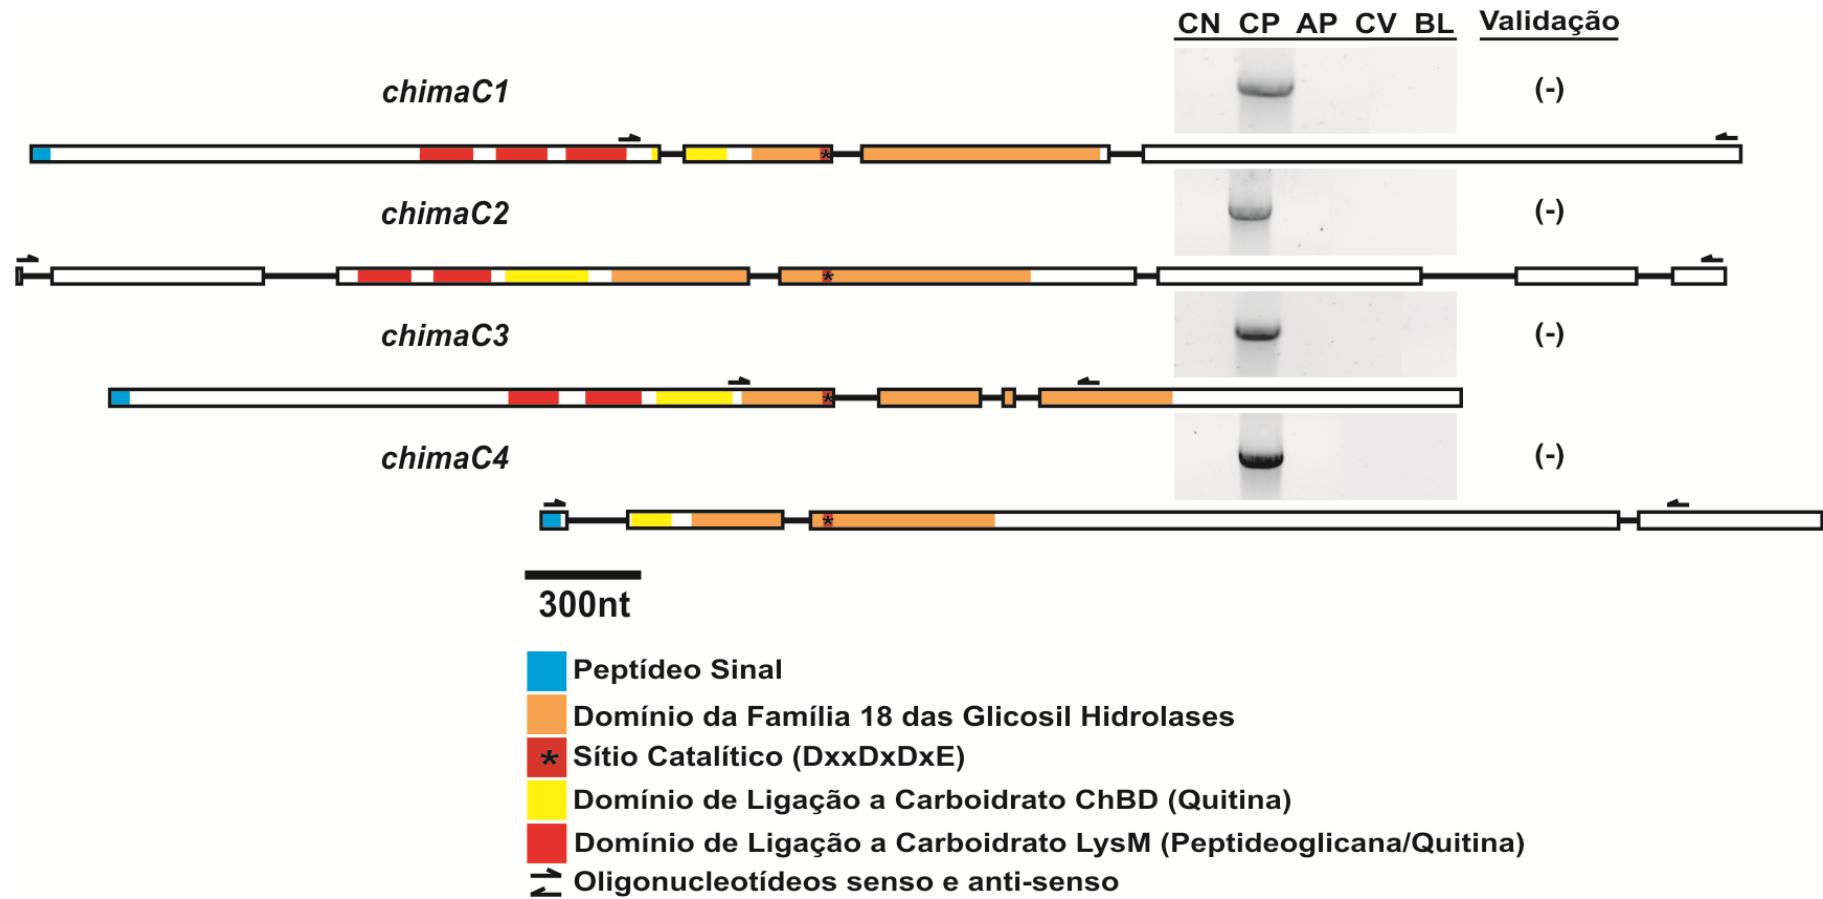 CN CP AP CV BL Validação
chimaC1 (-)
chimaC2 (-)
chimaC3 (-)
chimaC4 (-)
*
*
*
*
300nt
Peptídeo Sinal
Domínio da Família 18 das Glicosil Hidrolases
* Sítio Catalítico (DxxDxDxE)
Domínio de Ligação a Carboidrato ChBD (Quitina)
Domínio de Ligação a Carboidrato LysM (Peptideoglicana/Quitina)
Oligonucleotídeos senso e anti-senso